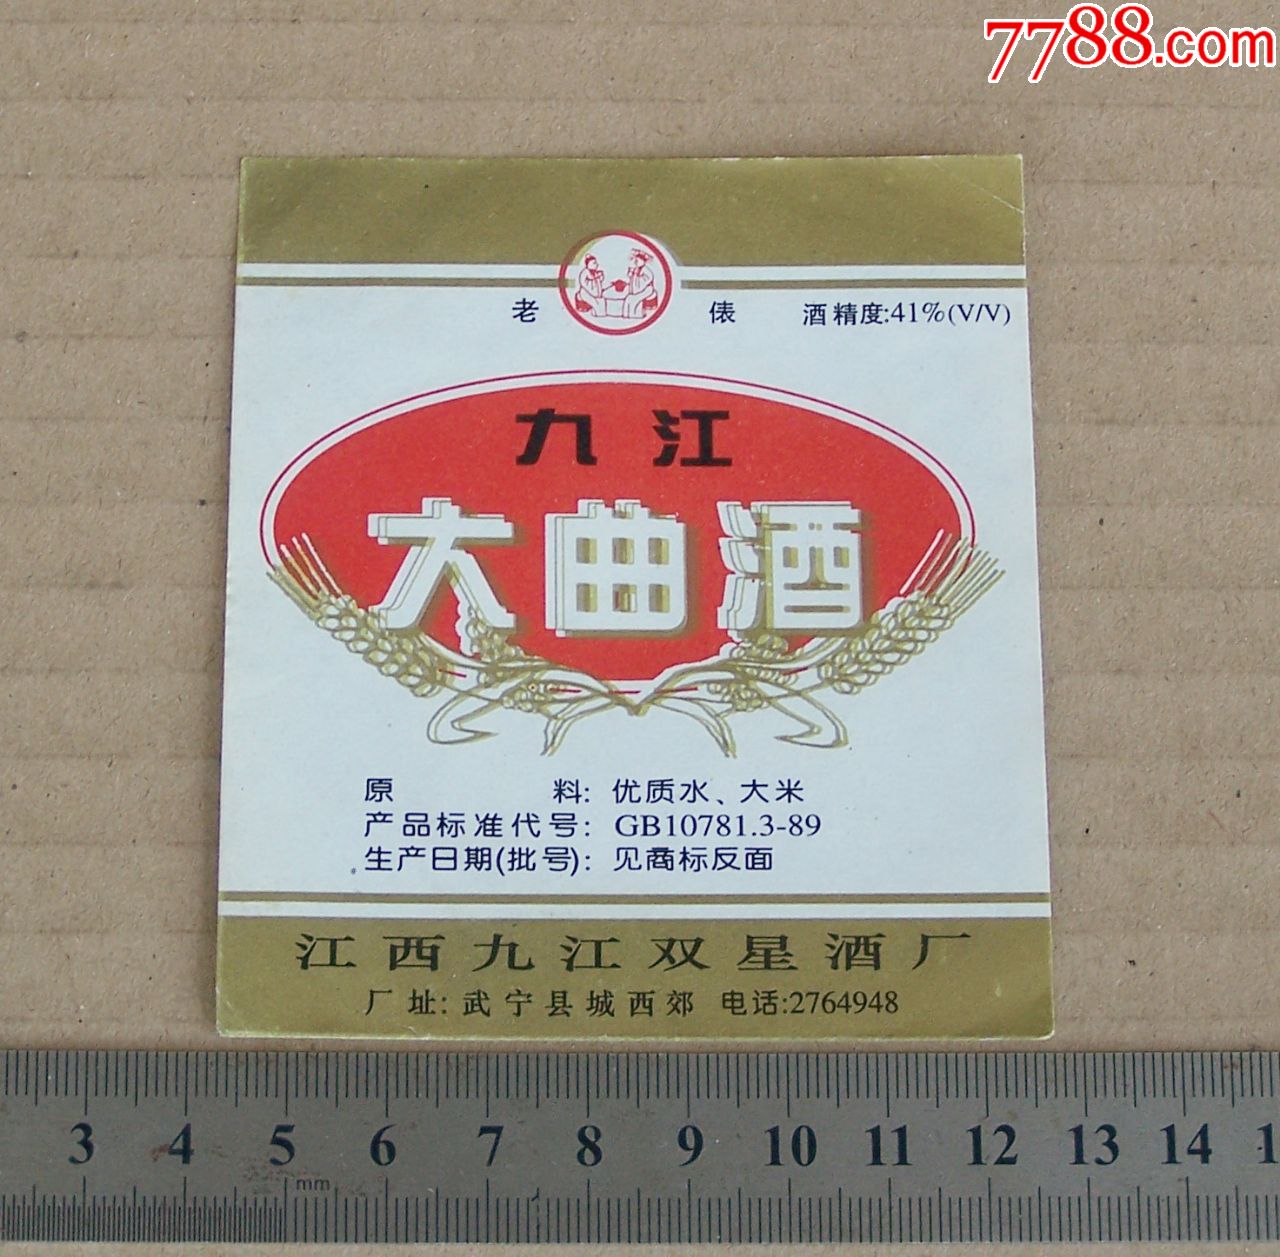 7788.com
老 俵 酒精度:41%(V/V)
九江
大曲酒
原 料: 优质水、大米
产品标准代号: GB10781.3-89
生产日期(批号): 见商标反面
江西九江双星酒厂
厂址: 武宁县城西郊 电话:2764948
3 4 5 6 7 8 9 10 11 12 13 14 1
mm